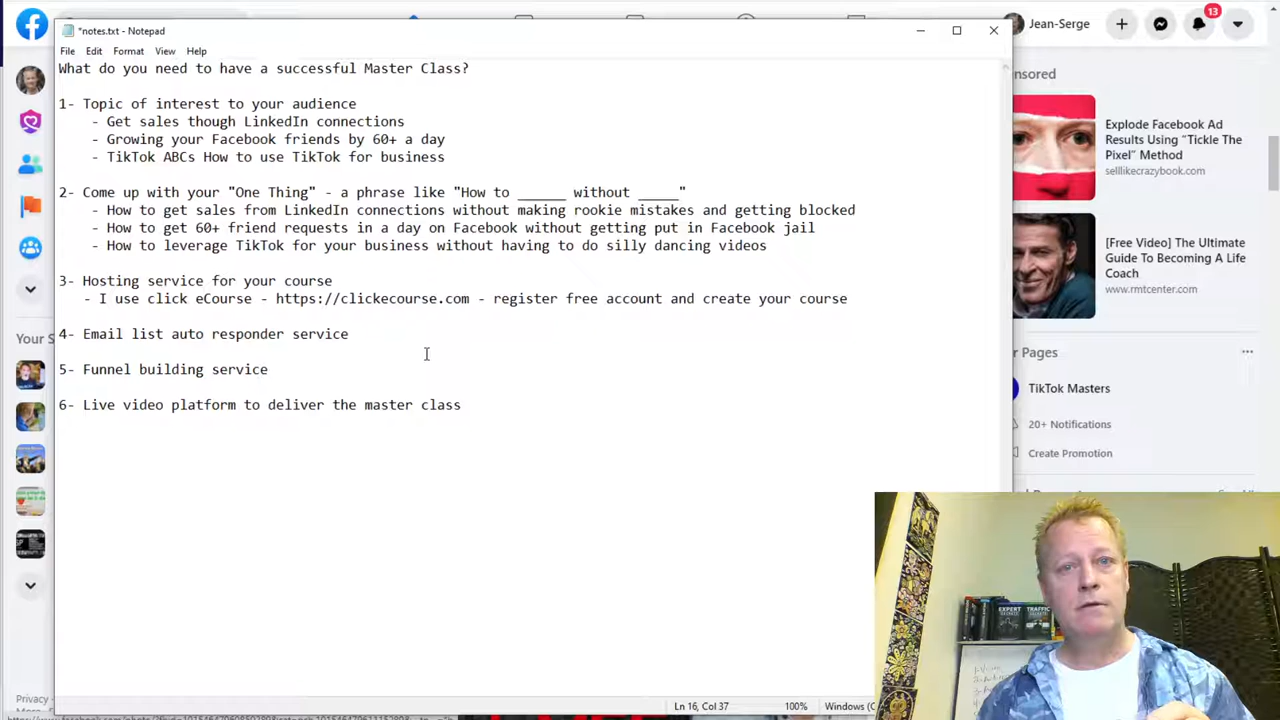 13
Jean-Serge
*notes.txt - Notepad
File Edit Format View Help
What do you need to have a successful Master Class?
1- Topic of interest to your audience
- Get sales though LinkedIn connections
- Growing your Facebook friends by 60+ a day
- TikTok ABCs How to use TikTok for business
2- Come up with your "One Thing" - a phrase like "How to ______ without _____"
- How to get sales from LinkedIn connections without making rookie mistakes and getting blocked
- How to get 60+ friend requests in a day on Facebook without getting put in Facebook jail
- How to leverage TikTok for your business without having to do silly dancing videos
3- Hosting service for your course
- I use click eCourse - https://clickecourse.com - register free account and create your course
4- Email list auto responder service
5- Funnel building service
6- Live video platform to deliver the master class
Ln 16, Col 37 100% Windows (C
Your S
Privacy
nsored
Explode Facebook Ad
Results Using “Tickle The
Pixel” Method
selllikecrazybook.com
[Free Video] The Ultimate
Guide To Becoming A Life
Coach
www.rmtcenter.com
r Pages
TikTok Masters
20+ Notifications
Create Promotion
EXPERT
SECRETS
TRAFFIC
SECRETS